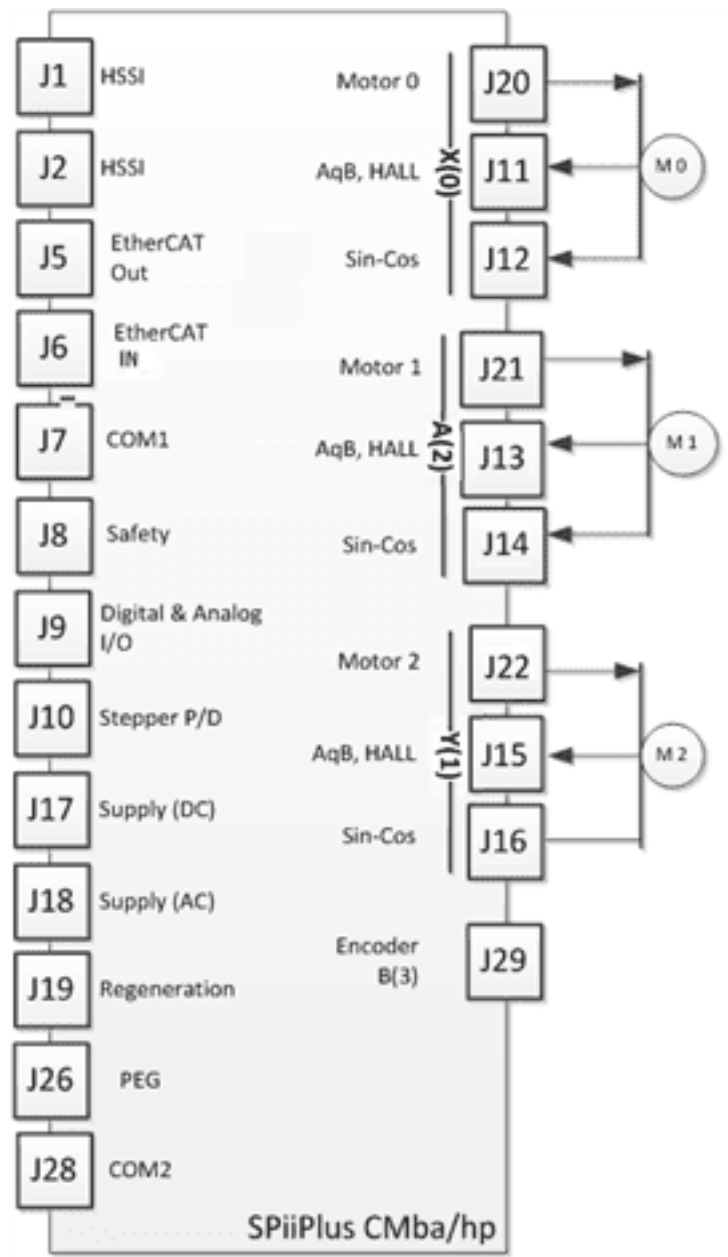 J1 HSSI
J2 HSSI
J5 EtherCAT
Out
J6 EtherCAT
IN
J7 COM1
J8 Safety
J9 Digital & Analog
I/O
J10 Stepper P/D
J17 Supply (DC)
J18 Supply (AC)
J19 Regeneration
J26 PEG
J28 COM2
Motor 0 J20
AqB, HALL J11
Sin-Cos J12
X(0)
M 0
Motor 1 J21
AqB, HALL J13
Sin-Cos J14
A(2)
M 1
Motor 2 J22
AqB, HALL J15
Sin-Cos J16
Y(1)
M 2
Encoder
B(3)
J29
SPiiPlus CMba/hp